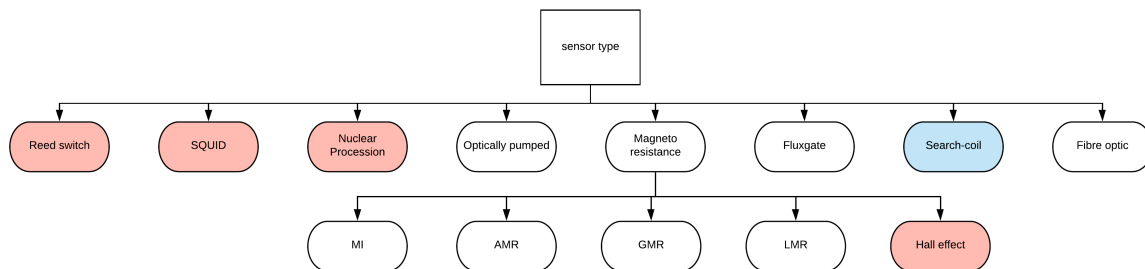 sensor type
Reed switch
SQUID
Nuclear
Procession
Optically pumped
Magneto
resistance
Fluxgate
Search-coil
Fibre optic
MI
AMR
GMR
LMR
Hall effect